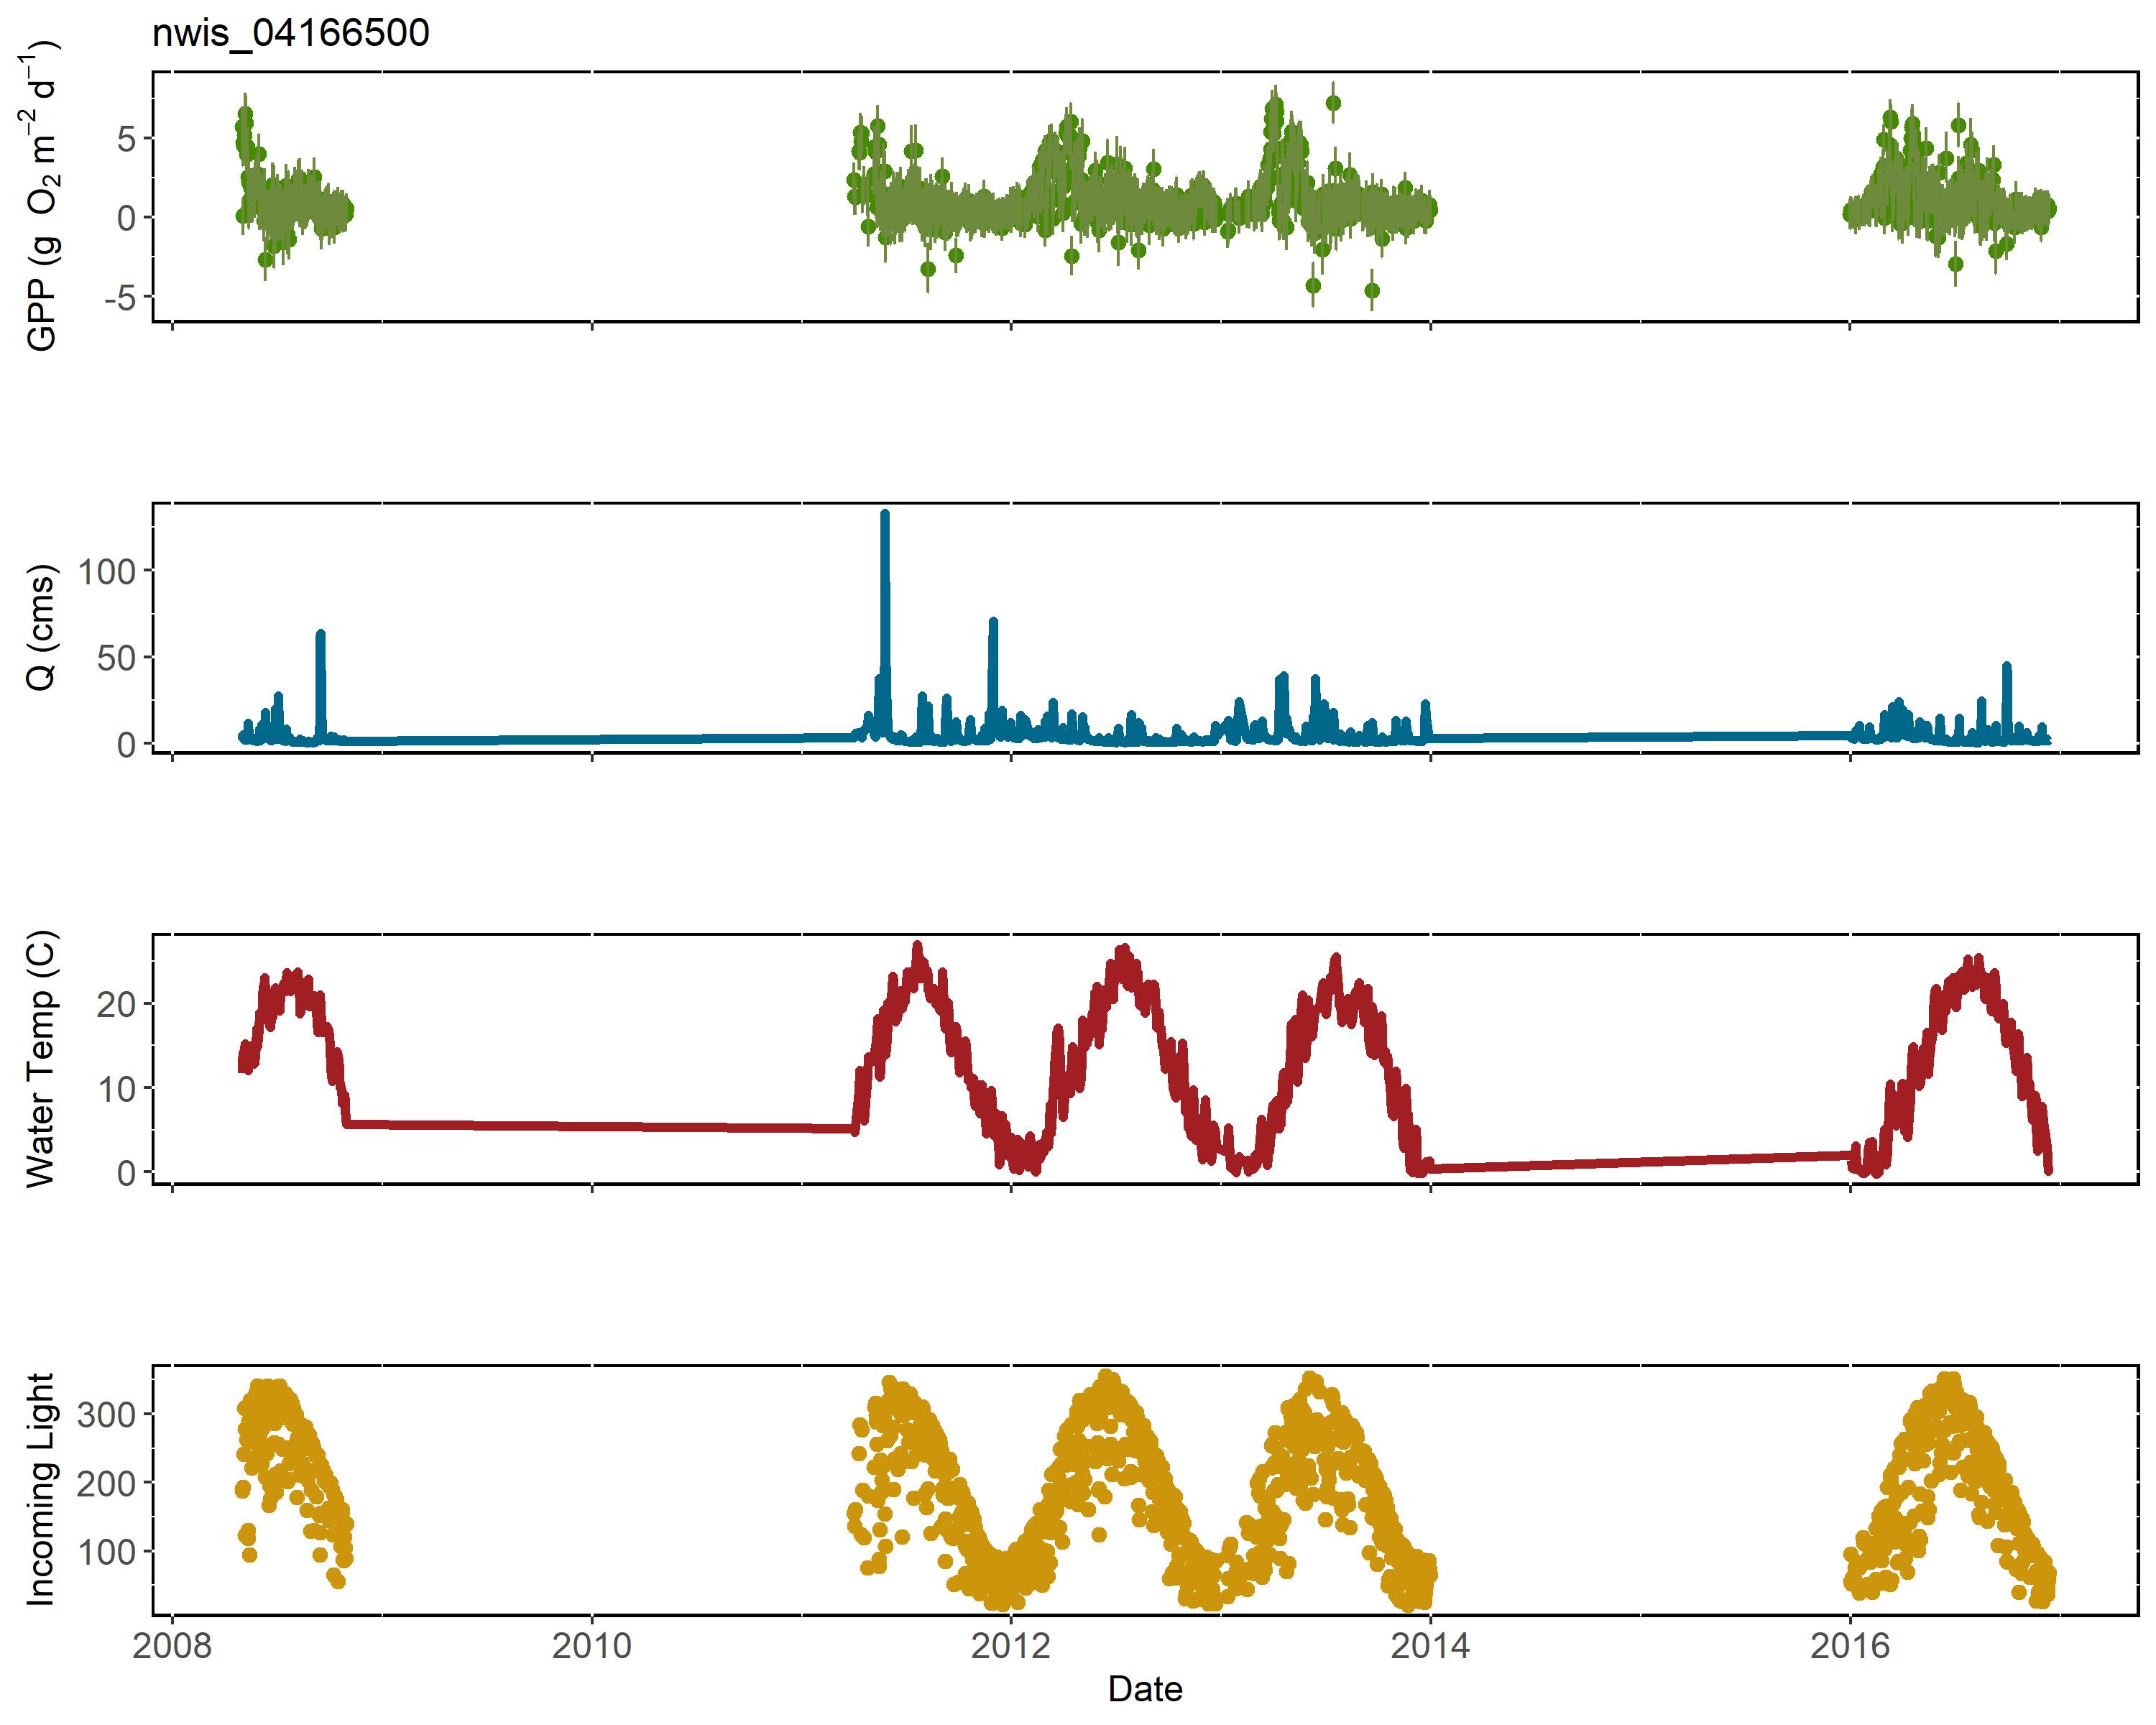 nwis_04166500
GPP (g O₂ m⁻² d⁻¹)
5
0
-5
Q (cms)
100
50
0
Water Temp (C)
20
10
0
Incoming Light
300
200
100
2008 2010 2012 2014 2016
Date